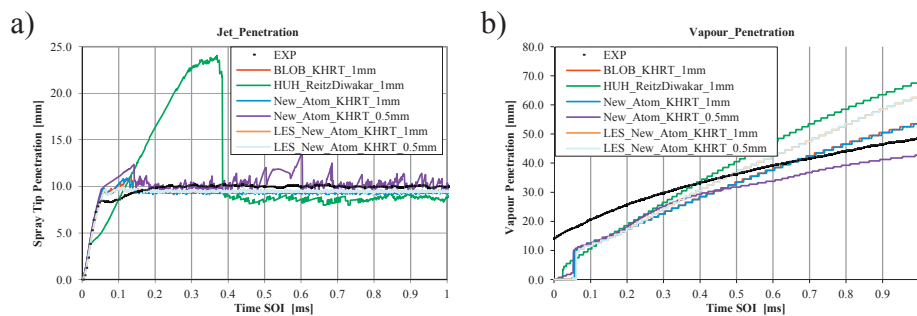 a)
Jet_Penetration
25.0
20.0
15.0
10.0
5.0
0.0
Spray Tip Penetration [mm]
EXP
BLOB_KHRT_1mm
HUH_ReitzDiwakar_1mm
New_Atom_KHRT_1mm
New_Atom_KHRT_0.5mm
LES_New_Atom_KHRT_1mm
LES_New_Atom_KHRT_0.5mm
0 0.1 0.2 0.3 0.4 0.5 0.6 0.7 0.8 0.9 1
Time SOI [ms]
b)
Vapour_Penetration
80.0
70.0
60.0
50.0
40.0
30.0
20.0
10.0
0.0
Vapour Penetration [mm]
EXP
BLOB_KHRT_1mm
HUH_ReitzDiwakar_1mm
New_Atom_KHRT_1mm
New_Atom_KHRT_0.5mm
LES_New_Atom_KHRT_1mm
LES_New_Atom_KHRT_0.5mm
0 0.1 0.2 0.3 0.4 0.5 0.6 0.7 0.8 0.9
Time SOI [ms]